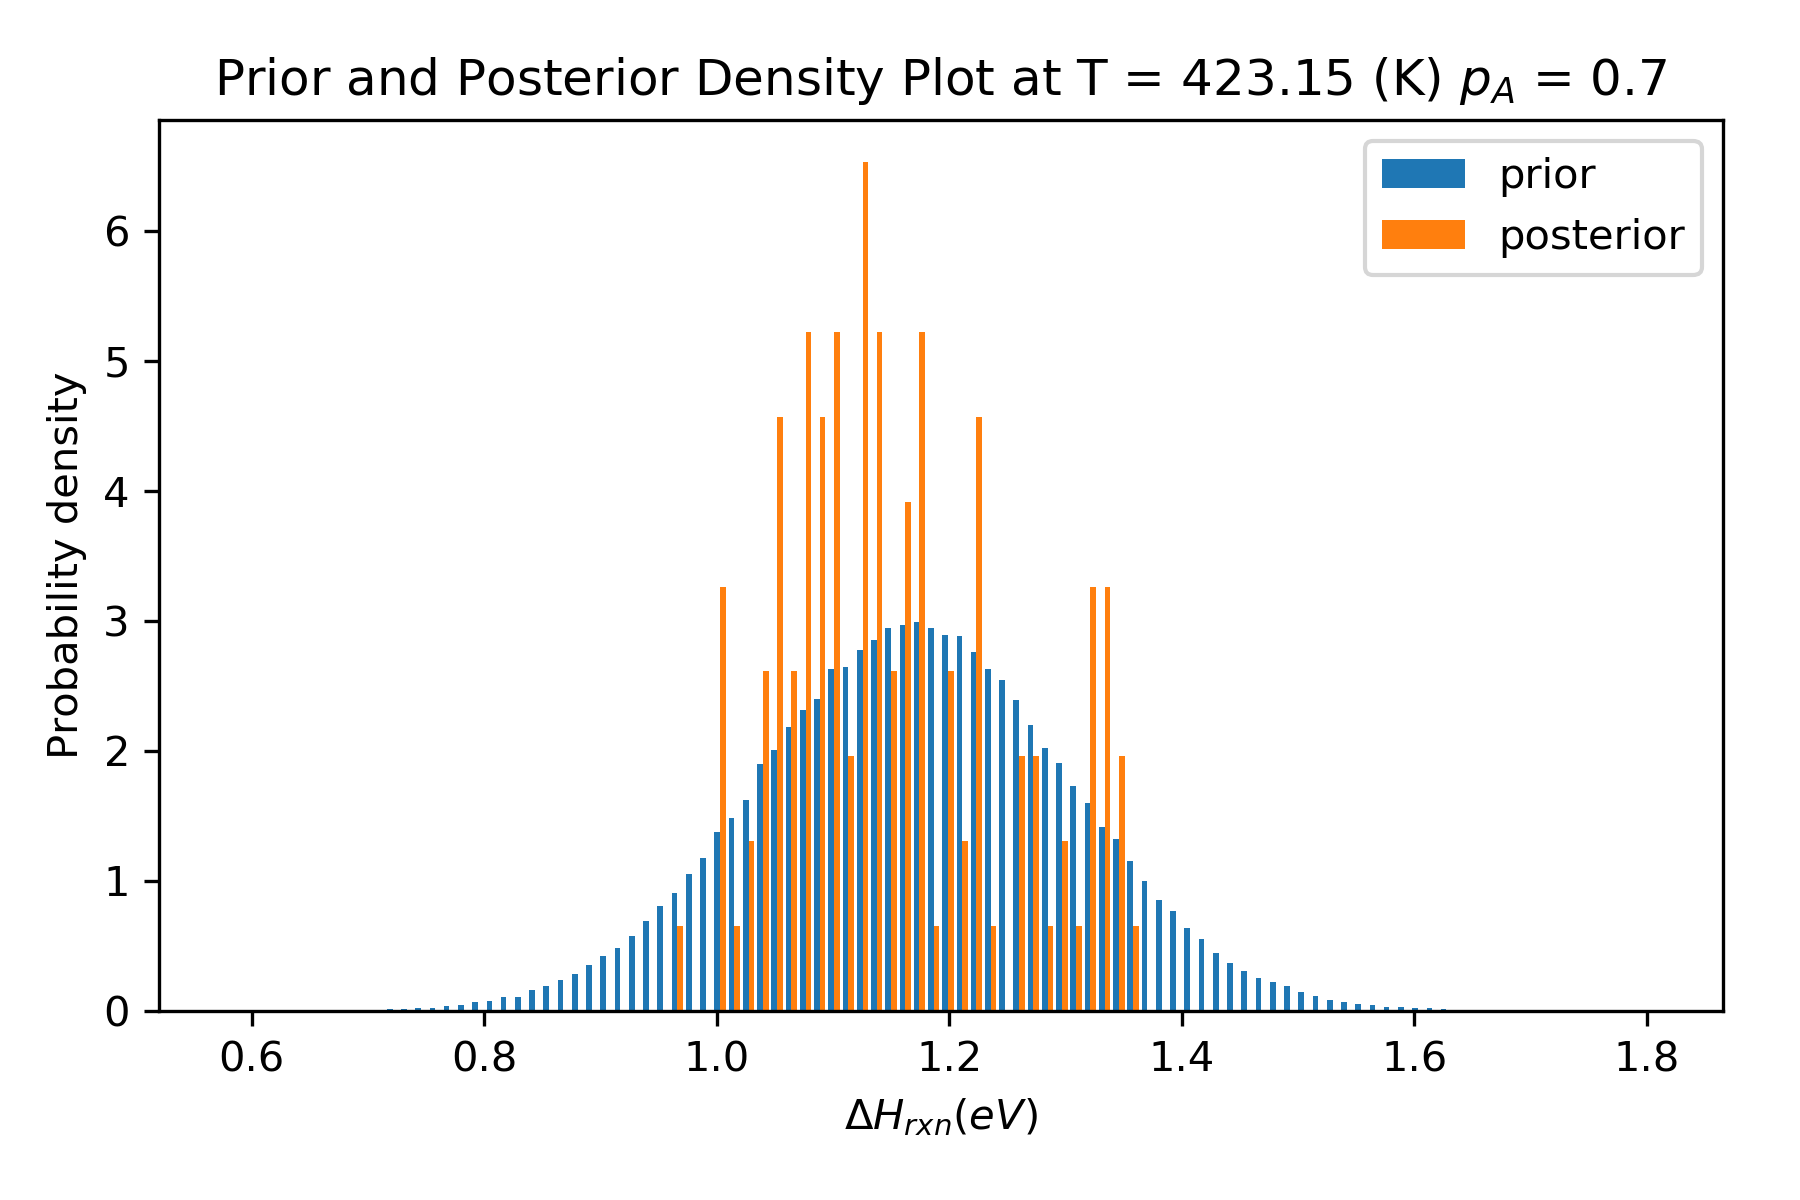 Prior and Posterior Density Plot at T = 423.15 (K) p_A = 0.7
prior
posterior
Probability density
6
5
4
3
2
1
0
0.6 0.8 1.0 1.2 1.4 1.6 1.8
ΔH_rxn(eV)